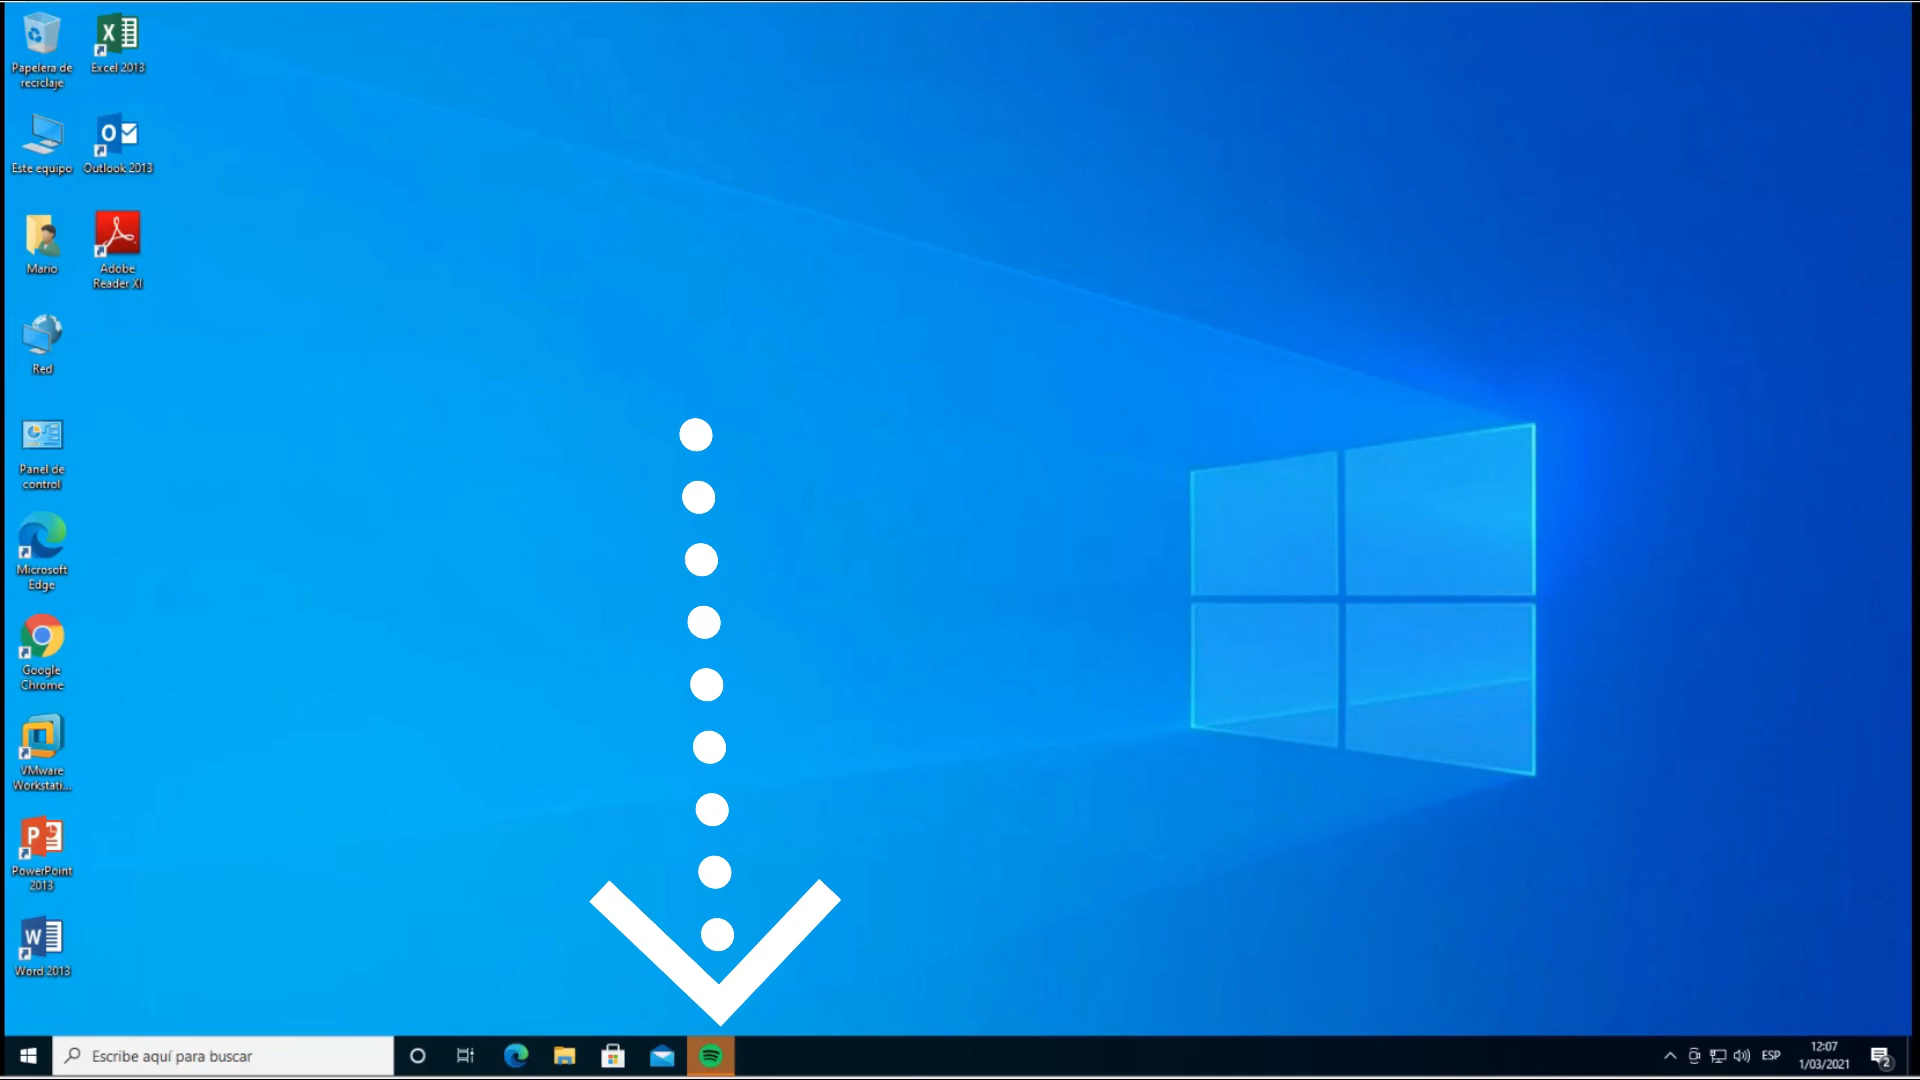 Papelera de
reciclaje
Excel 2013
Este equipo
Outlook 2013
Mario
Adobe
Reader XI
Red
Panel de
control
Microsoft
Edge
Google
Chrome
VMware
Workstati...
PowerPoint
2013
Word 2013
Escribe aquí para buscar
ESP
12:07
1/03/2021
2